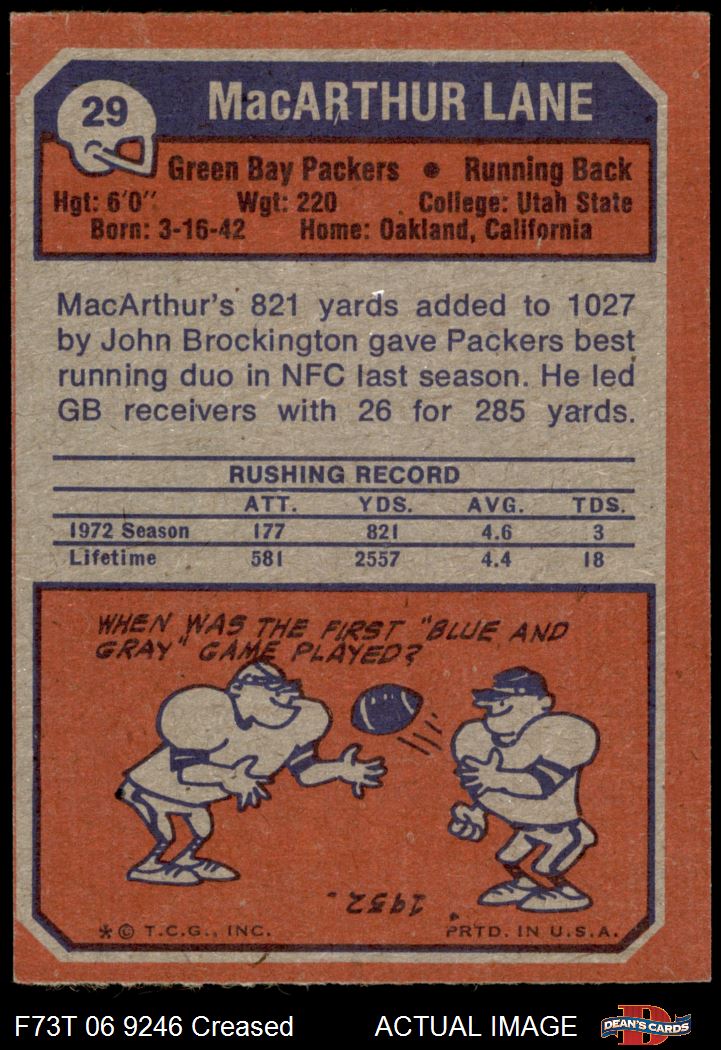 29
MacARTHUR LANE
Green Bay Packers • Running Back
Hgt: 6'0" Wgt: 220 College: Utah State
Born: 3-16-42 Home: Oakland, California
MacArthur's 821 yards added to 1027
by John Brockington gave Packers best
running duo in NFC last season. He led
GB receivers with 26 for 285 yards.
RUSHING RECORD
ATT. YDS. AVG. TDS.
1972 Season 177 821 4.6 3
Lifetime 581 2557 4.4 18
WHEN WAS THE FIRST "BLUE AND
GRAY" GAME PLAYED?
1952.
* © T.C.G., INC. PRTD. IN U.S.A.
F73T 06 9246 Creased ACTUAL IMAGE D DEAN'S CARDS